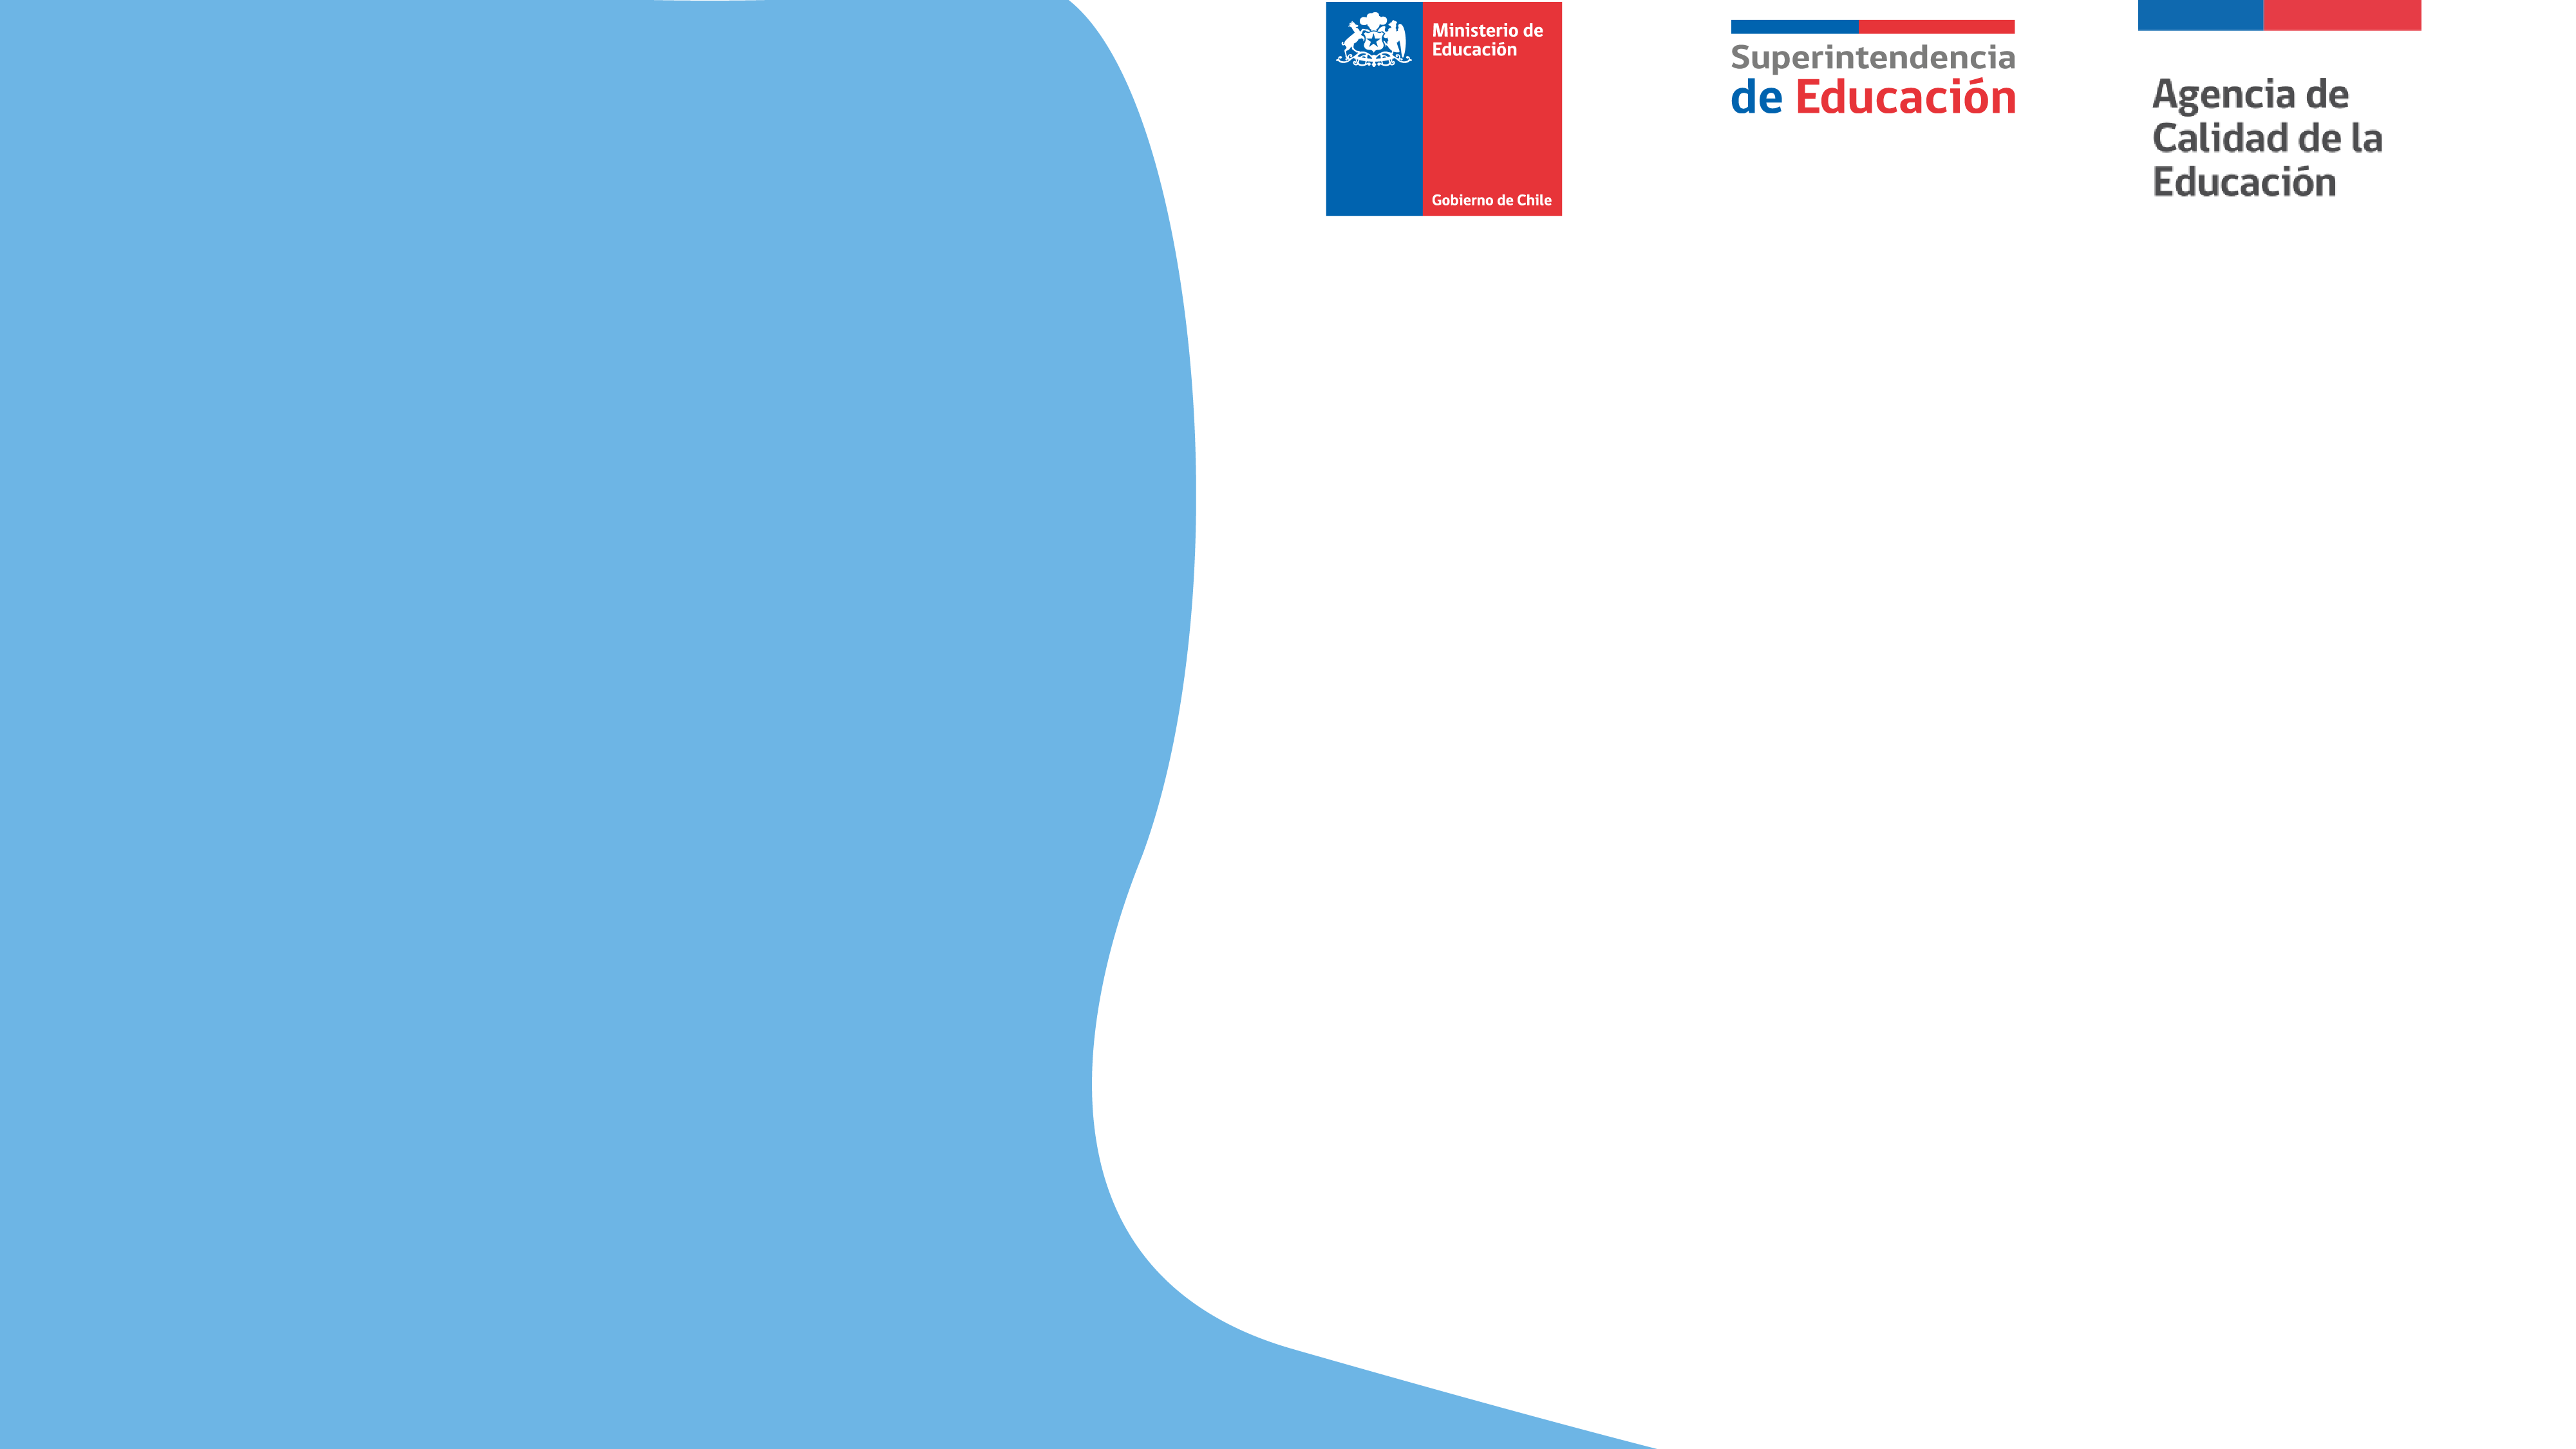 Ministerio de
Educación
Gobierno de Chile
Superintendencia
de Educación
Agencia de
Calidad de la
Educación